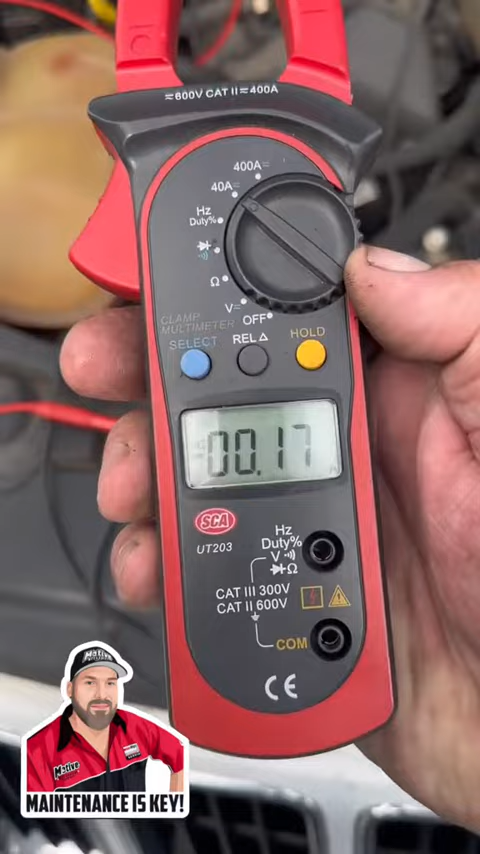 ≂600V CAT II ≂400A
400A≂
40A≂
Hz
Duty%
Ω
V≂
OFF
CLAMP
MULTIMETER
SELECT
REL Δ
HOLD
00.17
SCA
UT203
Hz
Duty%
V
Ω
CAT III 300V
CAT II 600V
COM
CE
Motive
Motive
MAINTENANCE IS KEY!